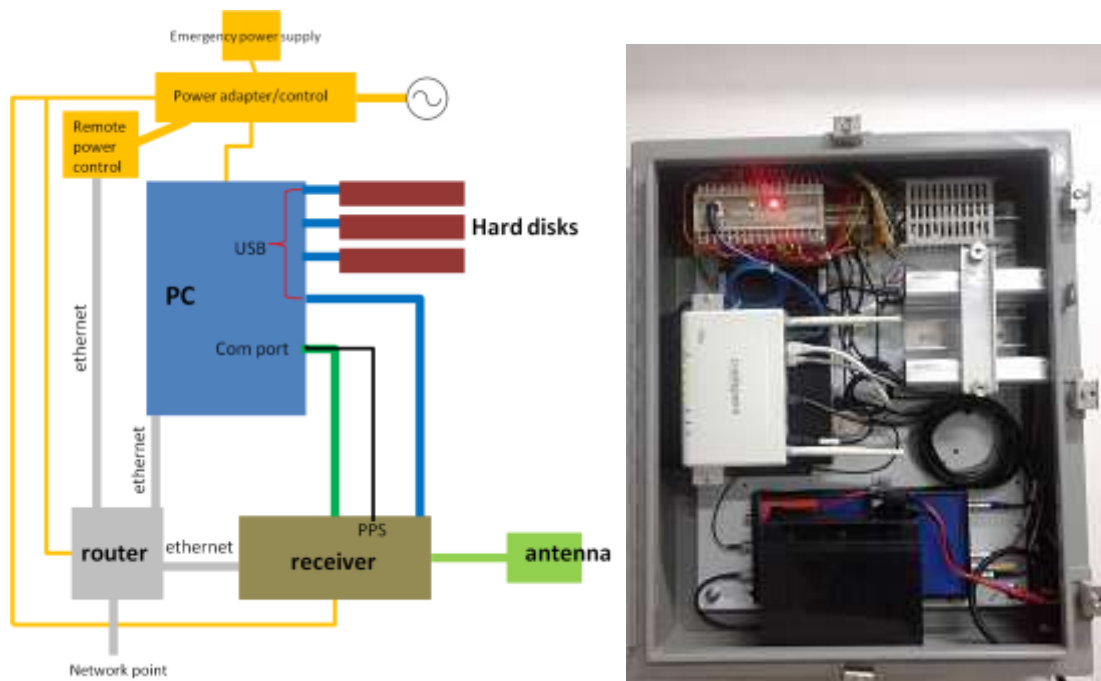 Emergency power supply
Power adapter/control
Remote
power
control
Hard disks
USB
PC
ethernet
Com port
ethernet
PPS
router
ethernet
receiver
antenna
Network point